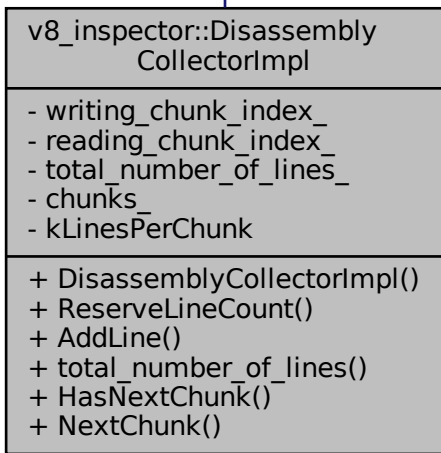 v8_inspector::Disassembly
CollectorImpl
- writing_chunk_index_
- reading_chunk_index_
- total_number_of_lines_
- chunks_
- kLinesPerChunk
+ DisassemblyCollectorImpl()
+ ReserveLineCount()
+ AddLine()
+ total_number_of_lines()
+ HasNextChunk()
+ NextChunk()